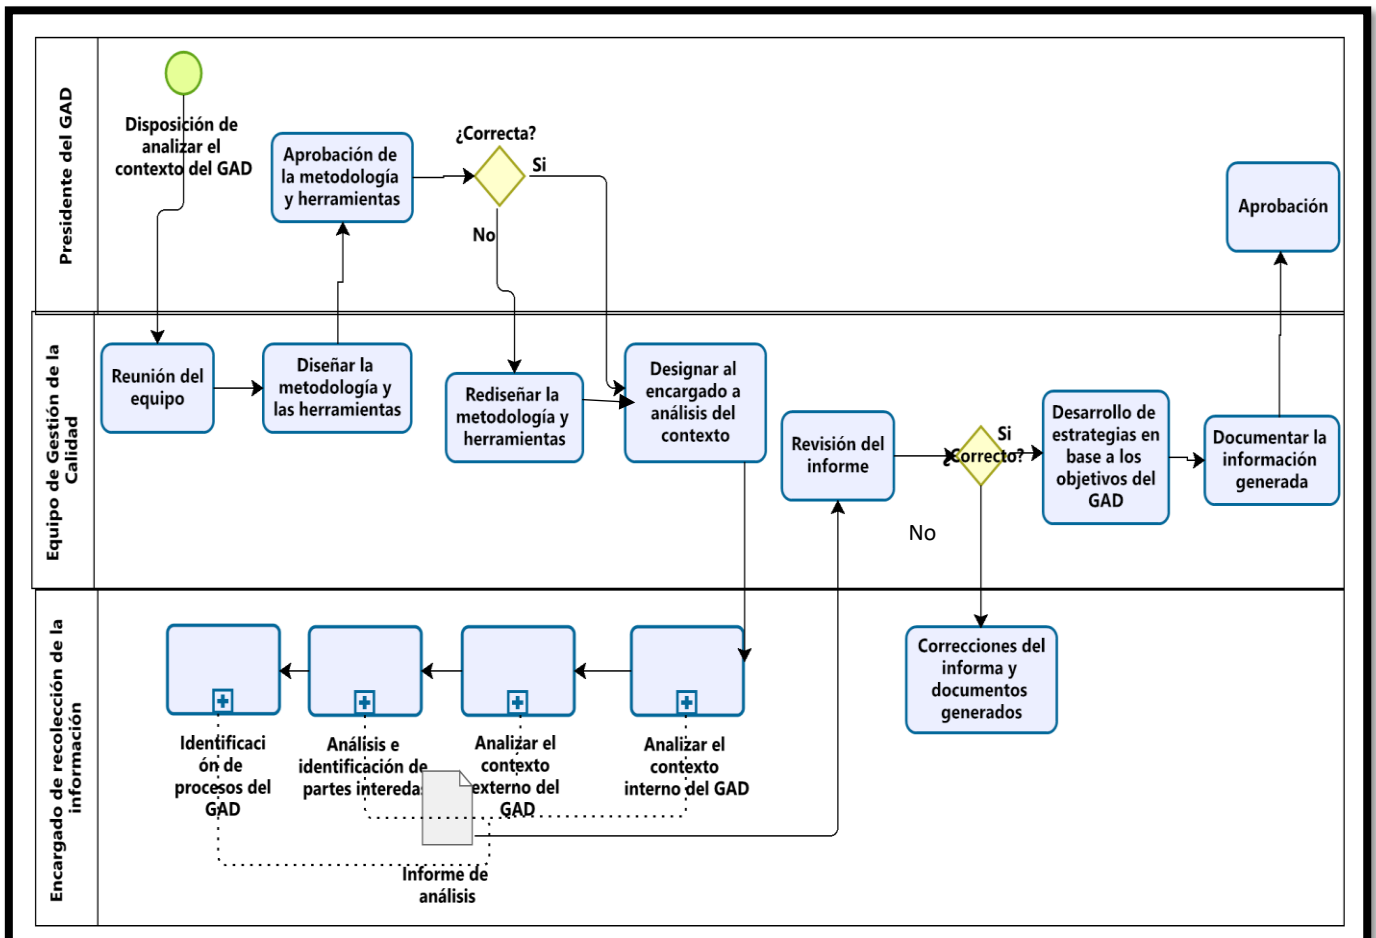 Presidente del GAD
Disposición de
analizar el
contexto del GAD
Aprobación de
la metodología
y herramientas
¿Correcta?
Si
No
Aprobación
Equipo de Gestión de la
Calidad
Reunión del
equipo
Diseñar la
metodología y
las herramientas
Rediseñar la
metodología y
herramientas
Designar al
encargado a
análisis del
contexto
Revisión del
informe
Si
¿Correcto?
No
Desarrollo de
estrategias en
base a los
objetivos del
GAD
Documentar la
información
generada
Encargado de recolección de la
información
Identificaci
ón de
procesos del
GAD
Análisis e
identificación de
partes intereda
Analizar el
contexto
externo del
GAD
Analizar el
contexto
interno del GAD
Informe de
análisis
Correcciones del
informa y
documentos
generados